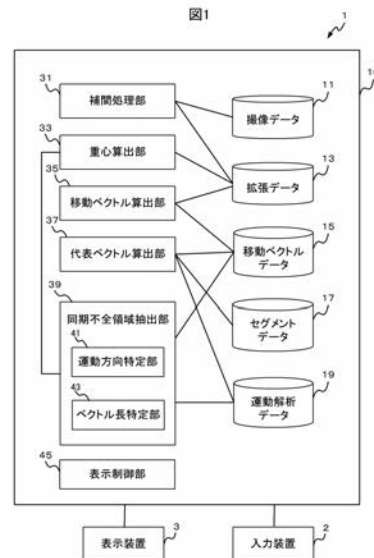 図1
1
10
31
補間処理部
11
撮像データ
33
重心算出部
13
拡張データ
35
移動ベクトル算出部
37
代表ベクトル算出部
15
移動ベクトル
データ
39
同期不全領域抽出部
41
運動方向特定部
43
ベクトル長特定部
17
セグメント
データ
19
運動解析
データ
45
表示制御部
表示装置
3
入力装置
2